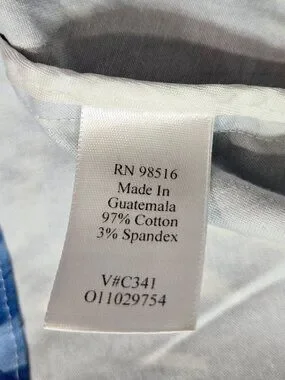 RN 98516
Made In
Guatemala
97% Cotton
3% Spandex
V#C341
O11029754